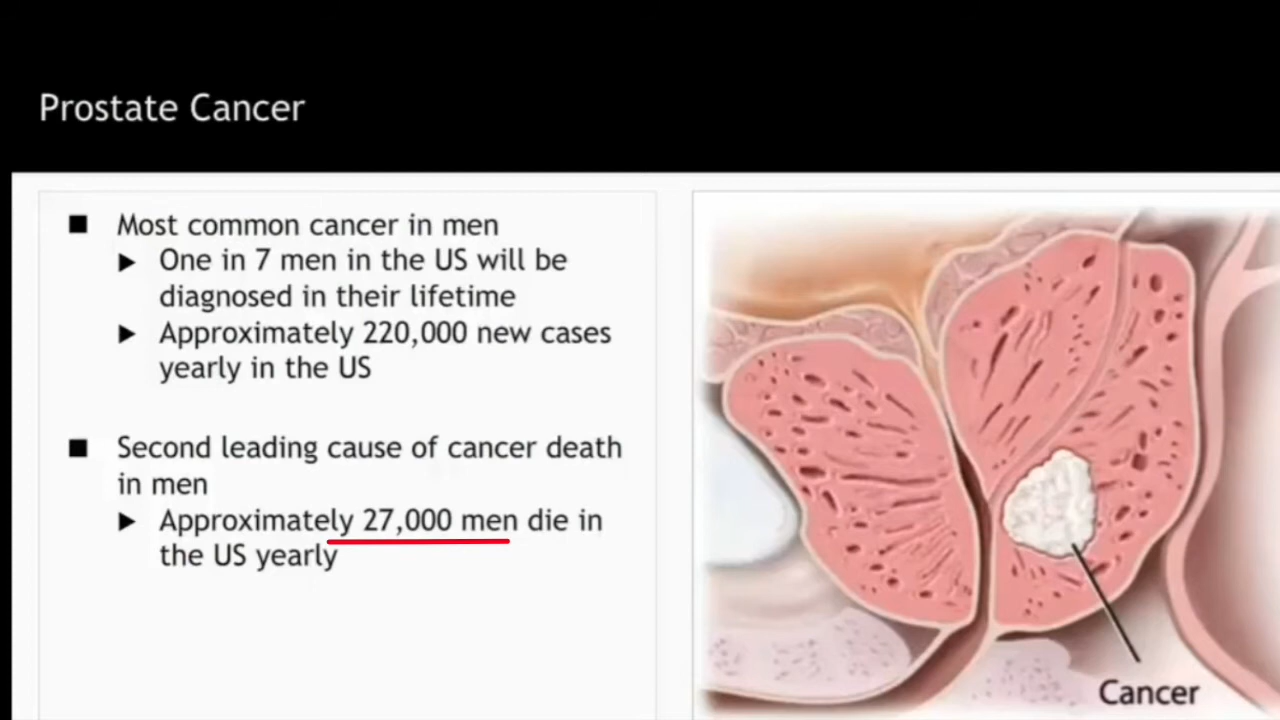 Prostate Cancer
■ Most common cancer in men
▶ One in 7 men in the US will be
diagnosed in their lifetime
▶ Approximately 220,000 new cases
yearly in the US
■ Second leading cause of cancer death
in men
▶ Approximately 27,000 men die in
the US yearly
Cancer